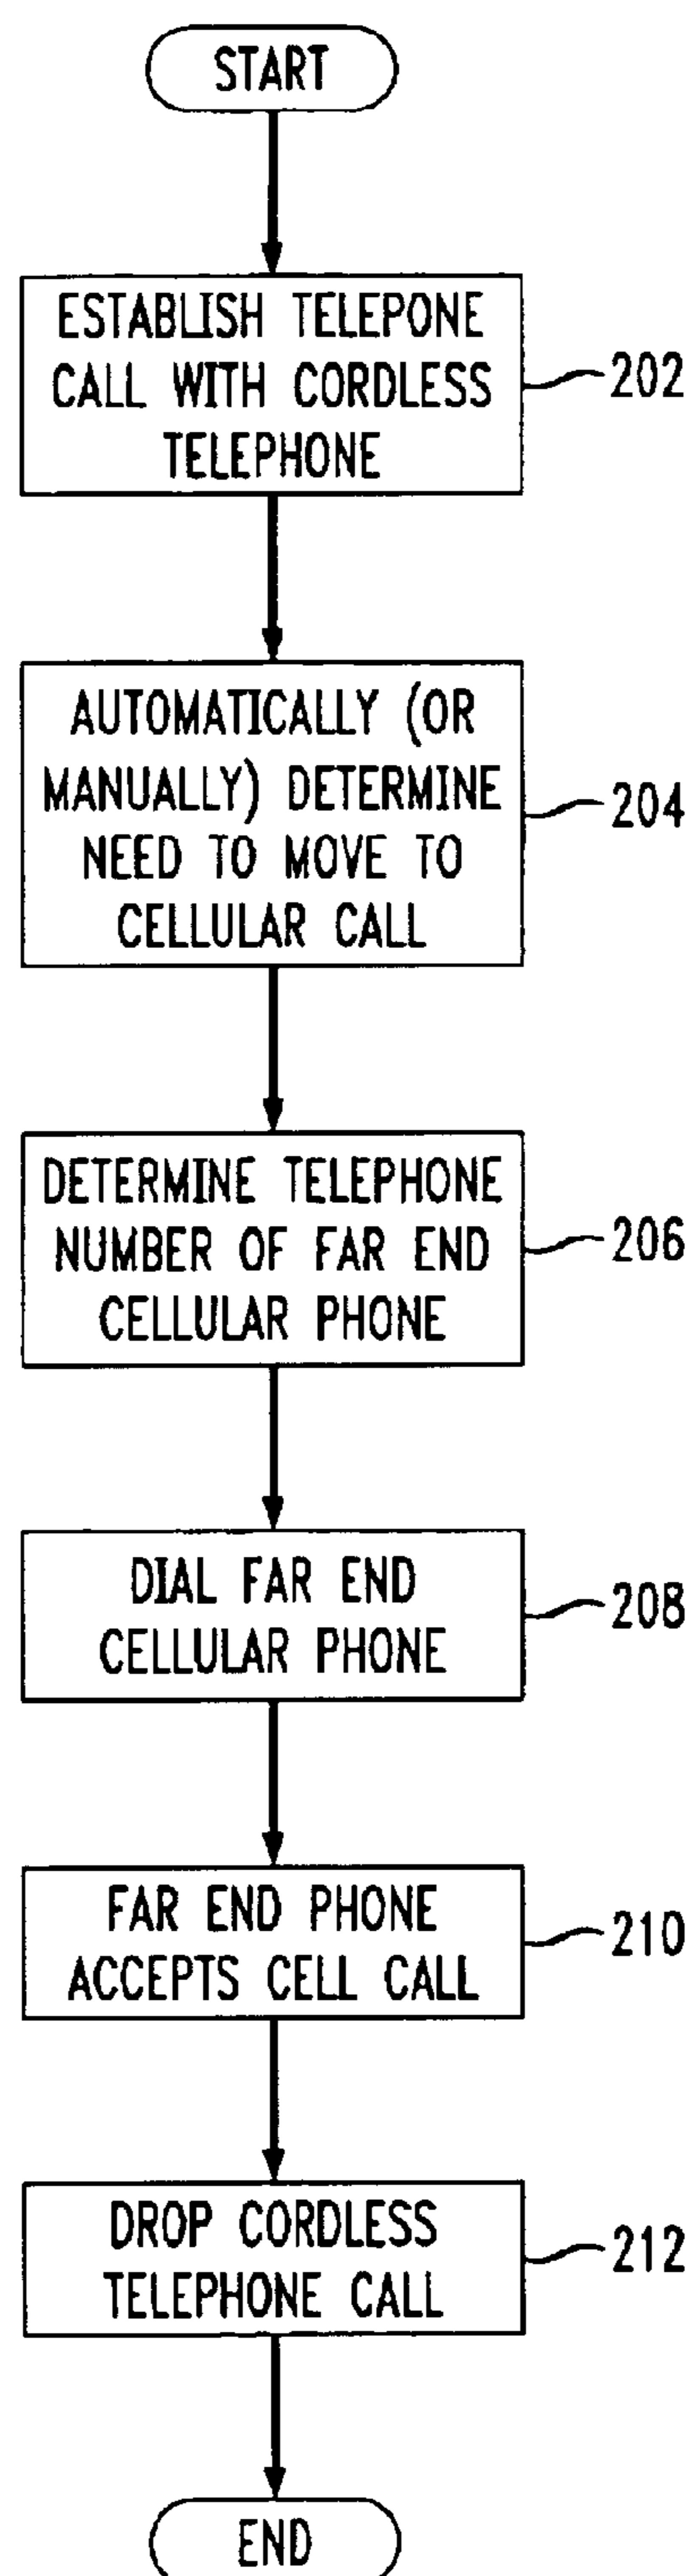 START
ESTABLISH TELEPONE
CALL WITH CORDLESS
TELEPHONE
202
AUTOMATICALLY (OR
MANUALLY) DETERMINE
NEED TO MOVE TO
CELLULAR CALL
204
DETERMINE TELEPHONE
NUMBER OF FAR END
CELLULAR PHONE
206
DIAL FAR END
CELLULAR PHONE
208
FAR END PHONE
ACCEPTS CELL CALL
210
DROP CORDLESS
TELEPHONE CALL
212
END